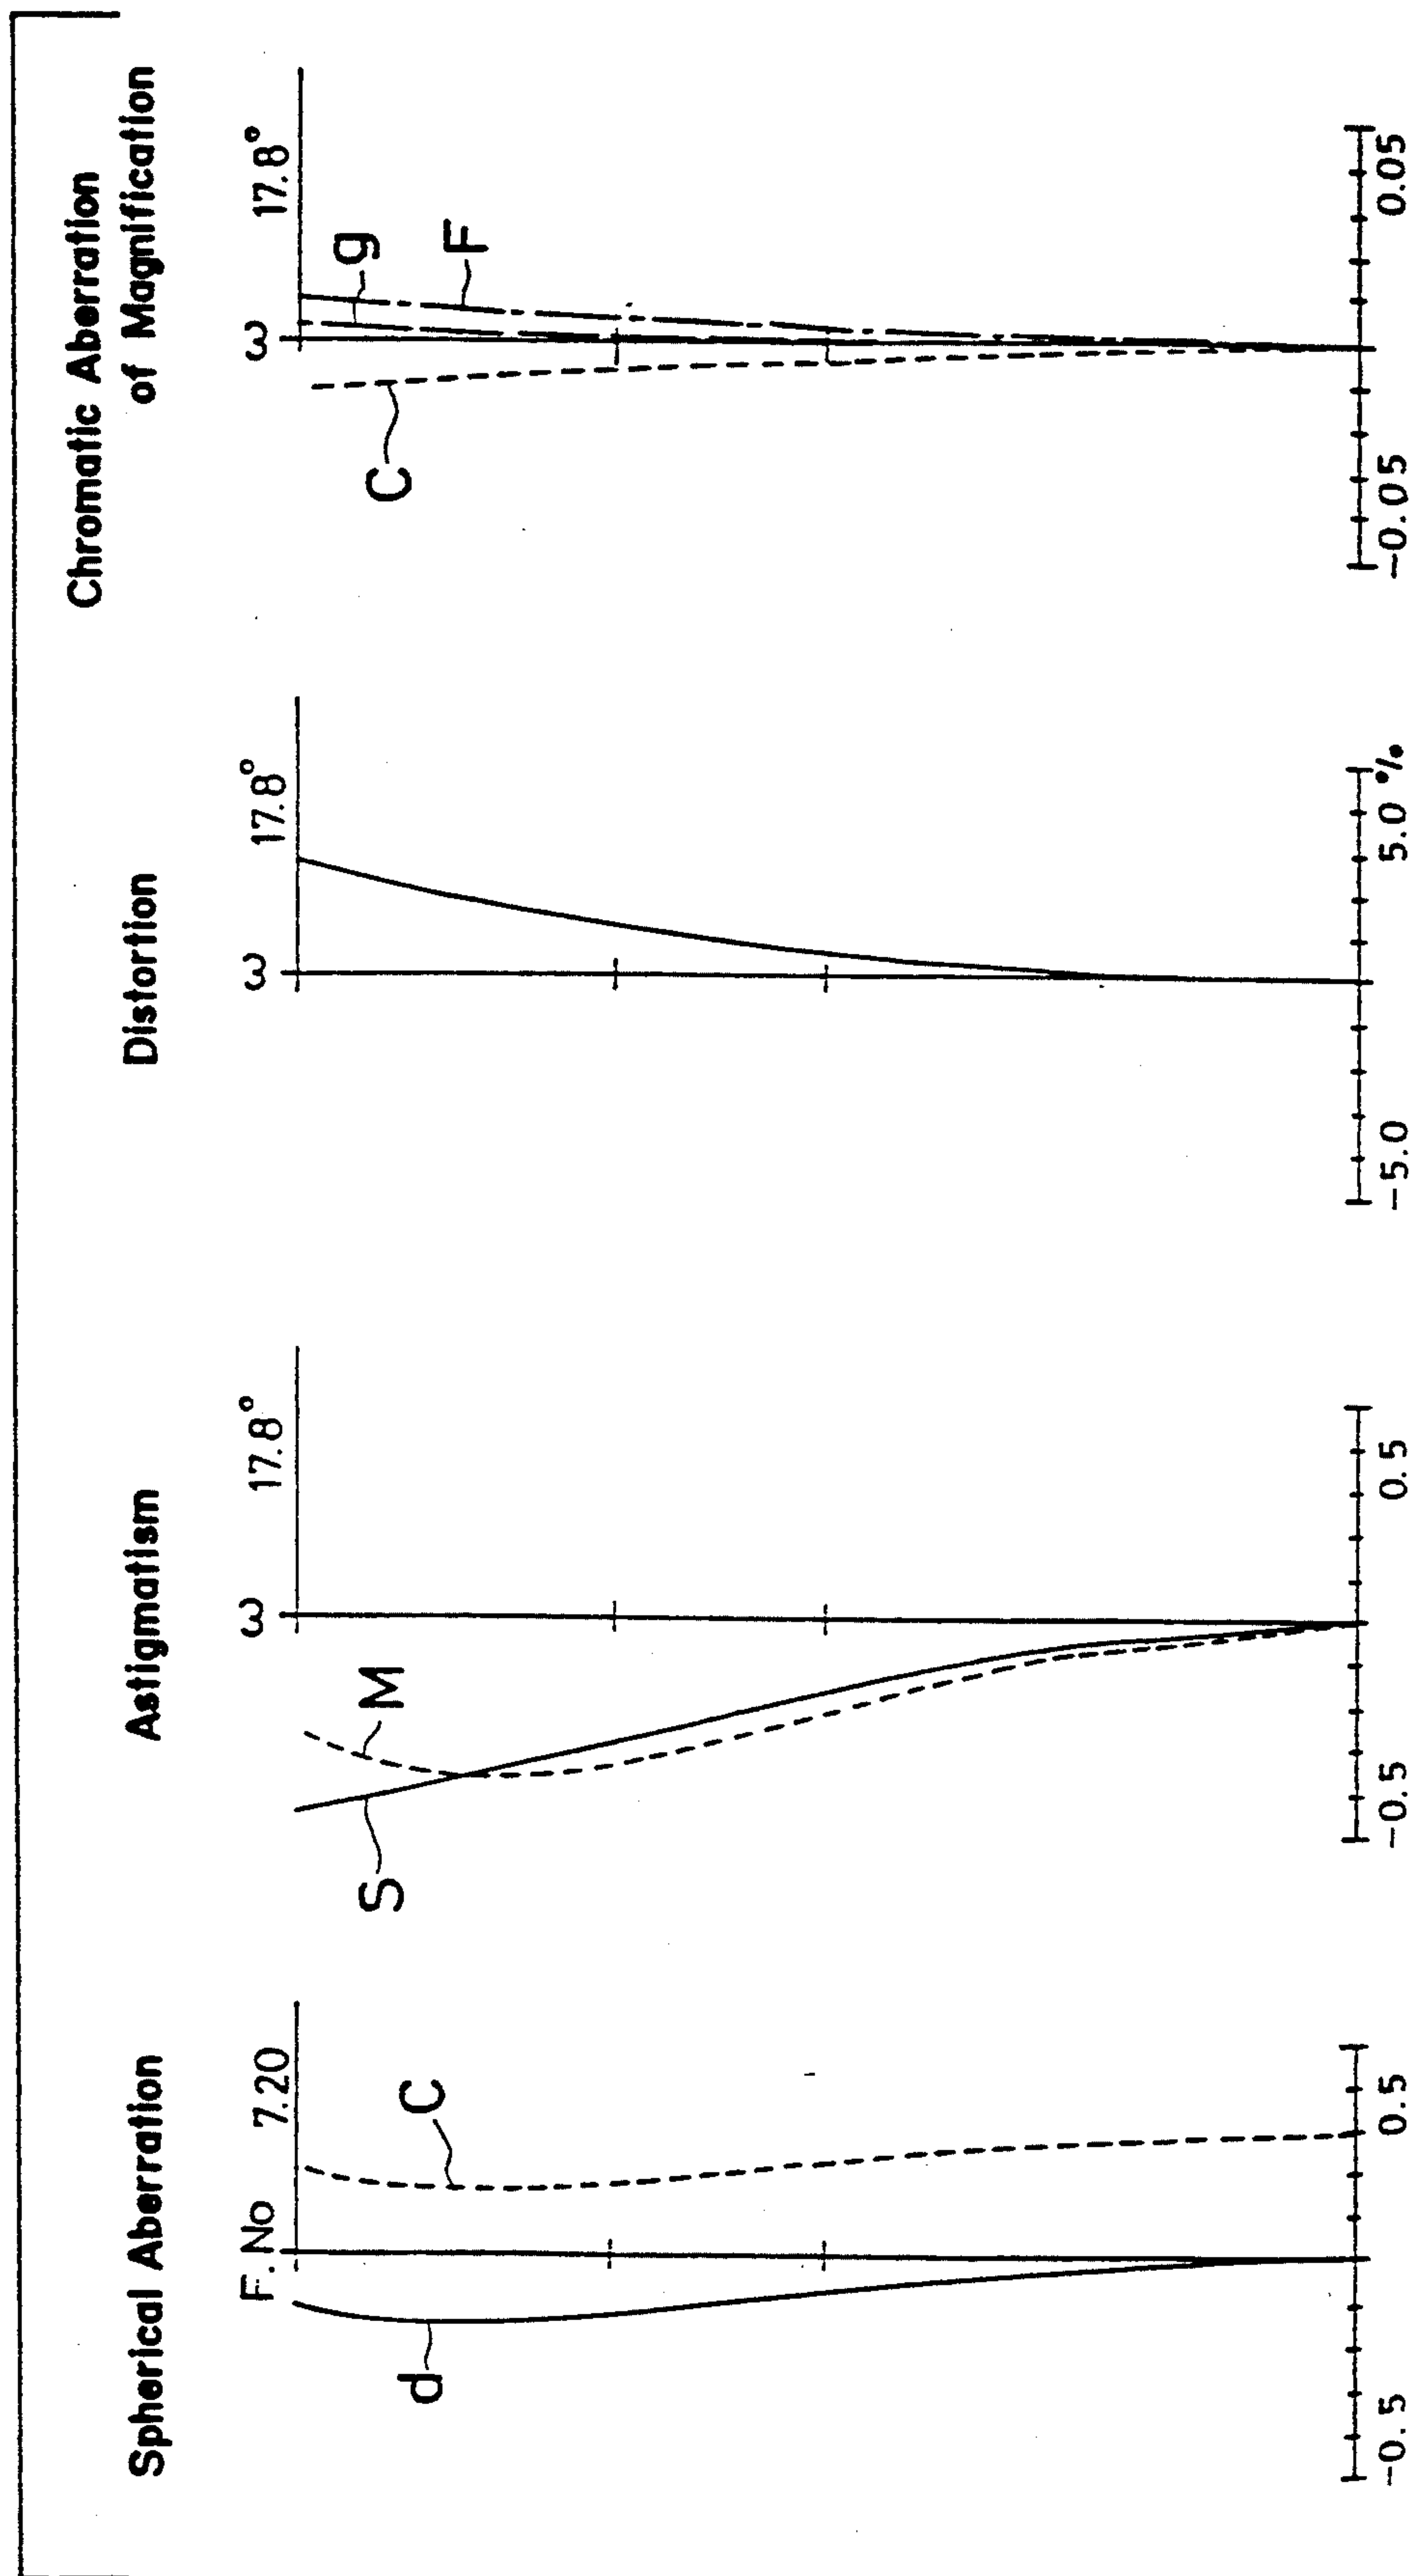 Spherical Aberration
F. No 7.20
d
C
-0.5
0.5
Astigmatism
ω 17.8°
S
M
-0.5
0.5
Distortion
ω 17.8°
-5.0
5.0 %
Chromatic Aberration
of Magnification
ω 17.8°
C
g
F
-0.05
0.05